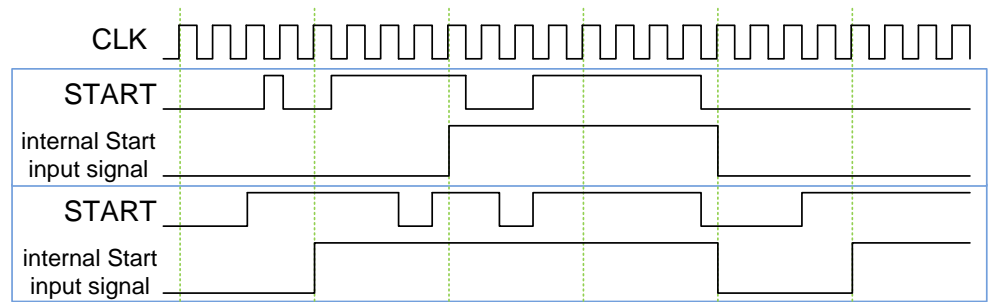 CLK
START
internal Start
input signal
START
internal Start
input signal